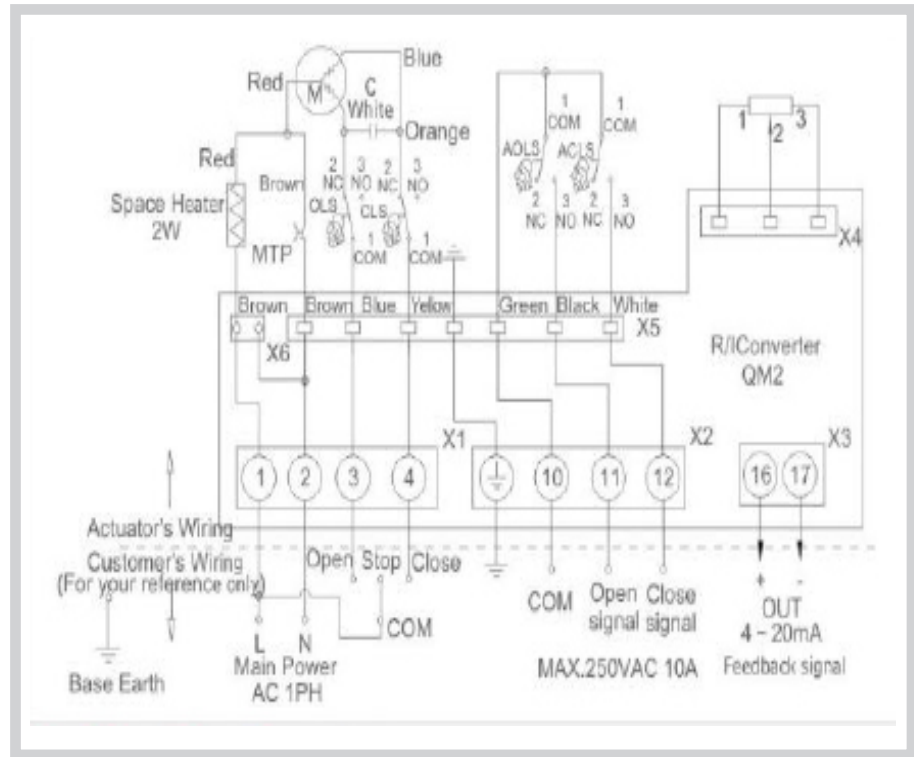 Blue
Red
M
C
White
Orange
Red
Space Heater
2W
Brown
MTP
2
NC
3
NO
2
NC
3
NO
OLS
CLS
1
COM
1
COM
1
COM
1
COM
AOLS
ACLS
2
NC
3
NO
2
NC
3
NO
1
2
3
X4
Brown
Brown
Blue
Yellow
Green
Black
White
X6
X5
R/IConverter
QM2
X1
X2
X3
1
2
3
4
10
11
12
16
17
Actuator's Wiring
Customer's Wiring
(For your reference only)
Open
Stop
Close
COM
L
N
Main Power
AC 1PH
Base Earth
COM
Open
signal
Close
signal
MAX.250VAC 10A
+
-
OUT
4 - 20mA
Feedback signal